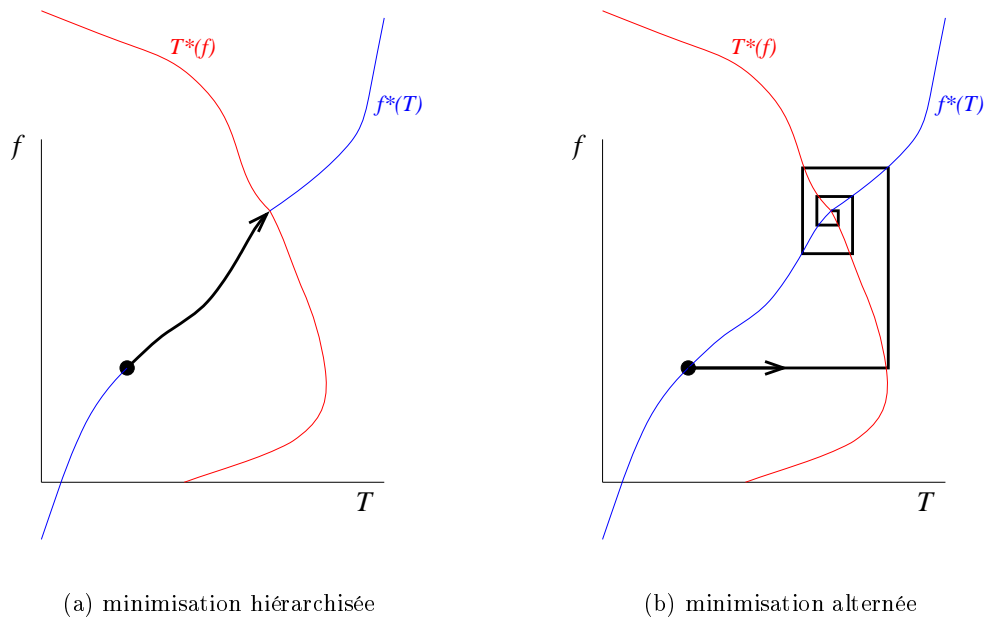 T*(f)
f*(T)
f
T
(a) minimisation hiérarchisée
T*(f)
f*(T)
f
T
(b) minimisation alternée